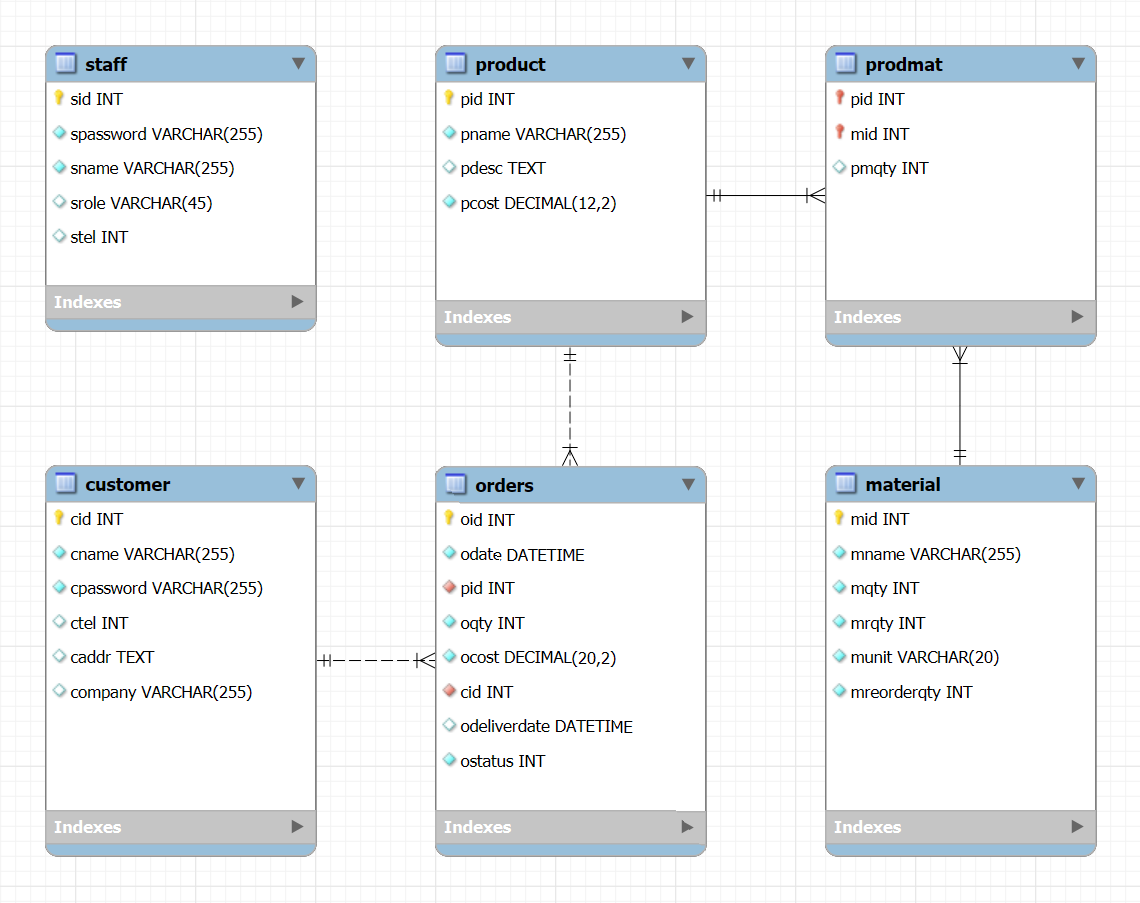 staff
sid INT
spassword VARCHAR(255)
sname VARCHAR(255)
srole VARCHAR(45)
stel INT
Indexes
product
pid INT
pname VARCHAR(255)
pdesc TEXT
pcost DECIMAL(12,2)
Indexes
prodmat
pid INT
mid INT
pmqty INT
Indexes
customer
cid INT
cname VARCHAR(255)
cpassword VARCHAR(255)
ctel INT
caddr TEXT
company VARCHAR(255)
Indexes
orders
oid INT
odate DATETIME
pid INT
oqty INT
ocost DECIMAL(20,2)
cid INT
odeliverdate DATETIME
ostatus INT
Indexes
material
mid INT
mname VARCHAR(255)
mqty INT
mrqty INT
munit VARCHAR(20)
mreorderqty INT
Indexes